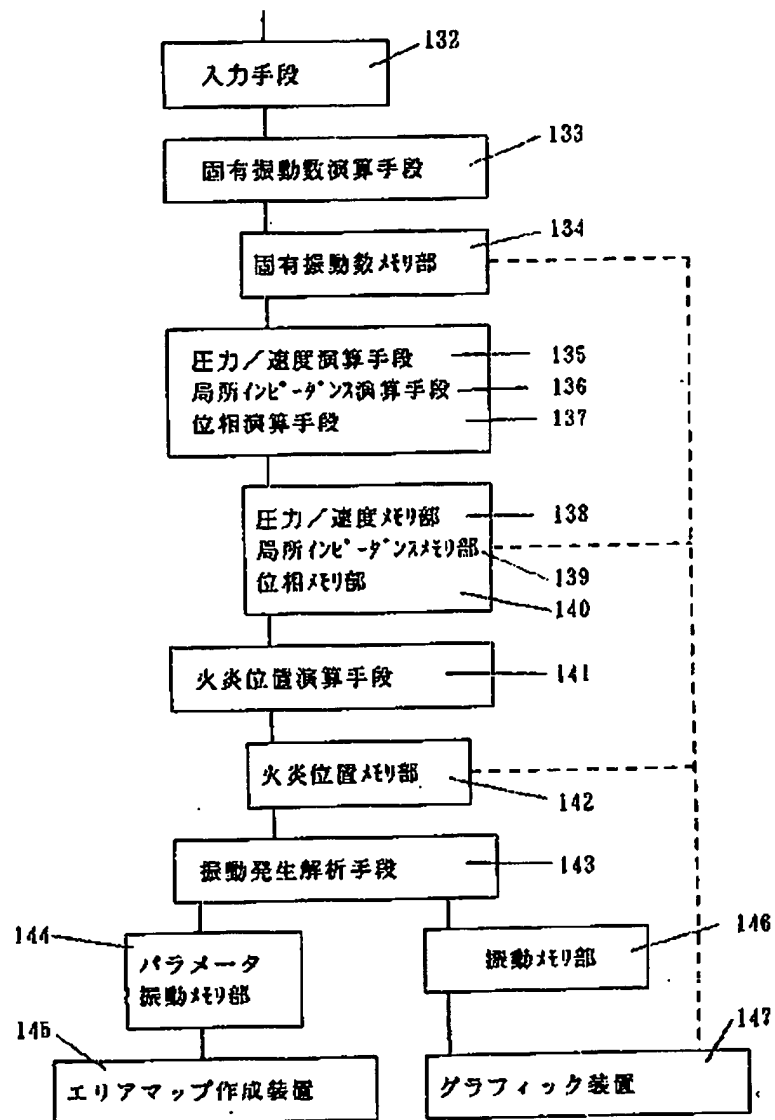 132
入力手段
133
固有振動数演算手段
134
固有振動数メモリ部
圧力/速度演算手段 135
局所インピーダンス演算手段 136
位相演算手段 137
圧力/速度メモリ部 138
局所インピーダンスメモリ部 139
位相メモリ部 140
火炎位置演算手段 141
火炎位置メモリ部
142
振動発生解析手段 143
144
146
パラメータ
振動メモリ部
振動メモリ部
145
147
エリアマップ作成装置
グラフィック装置